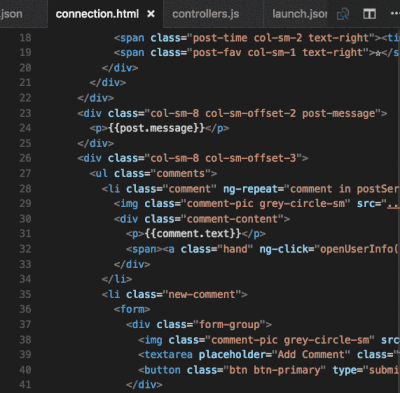 .json connection.html × controllers.js launch.json
18 <span class="post-time col-sm-2 text-right"><ti
19 <span class="post-fav col-sm-1 text-right">☆</s
20 </div>
21 </div>
22 </div>
23 <div class="col-sm-8 col-sm-offset-2 post-message">
24 <p>{{post.message}}</p>
25 </div>
26 <div class="col-sm-8 col-sm-offset-3">
27 <ul class="comments">
28 <li class="comment" ng-repeat="comment in postSer
29 <img class="comment-pic grey-circle-sm" src="..
30 <div class="comment-content">
31 <p>{{comment.text}}</p>
32 <span><a class="hand" ng-click="openUserInfo(
33 </div>
34 </li>
35 <li class="new-comment">
36 <form>
37 <div class="form-group">
38 <img class="comment-pic grey-circle-sm" src
39 <textarea placeholder="Add Comment" class="
40 <button class="btn btn-primary" type="submi
41 </div>